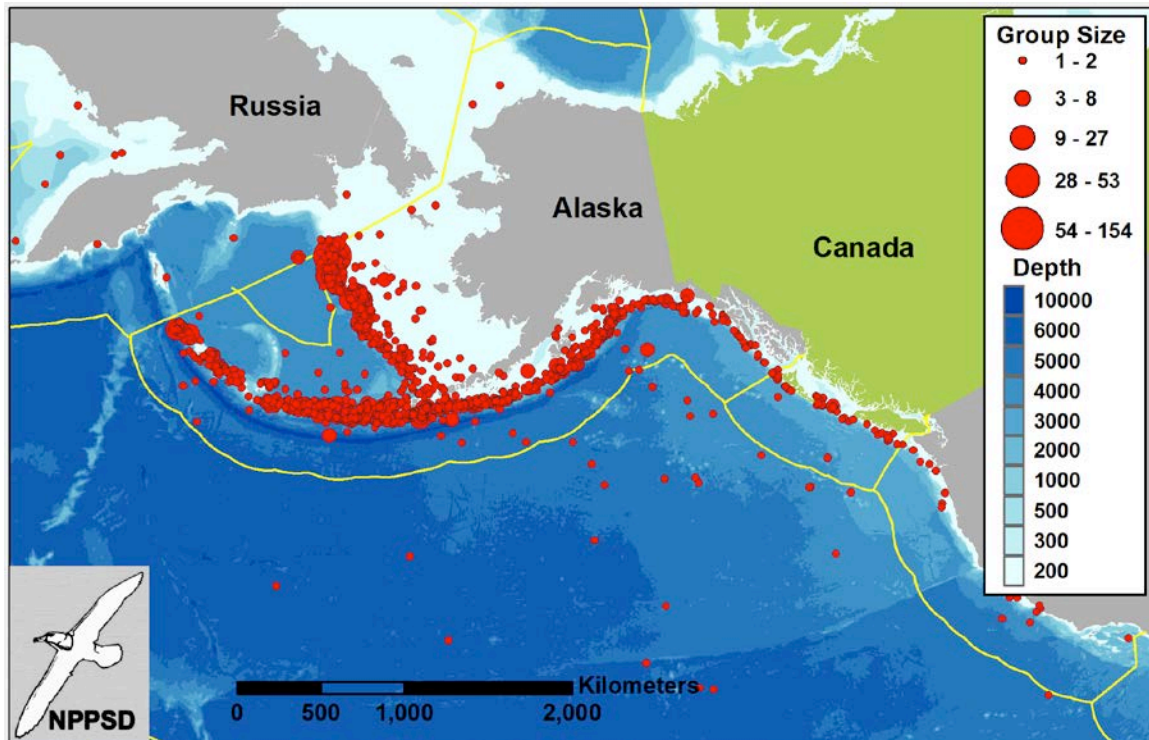 Russia
Alaska
Canada
Group Size
1 - 2
3 - 8
9 - 27
28 - 53
54 - 154
Depth
10000
6000
5000
4000
3000
2000
1000
500
300
200
NPPSD
Kilometers
0 500 1,000 2,000